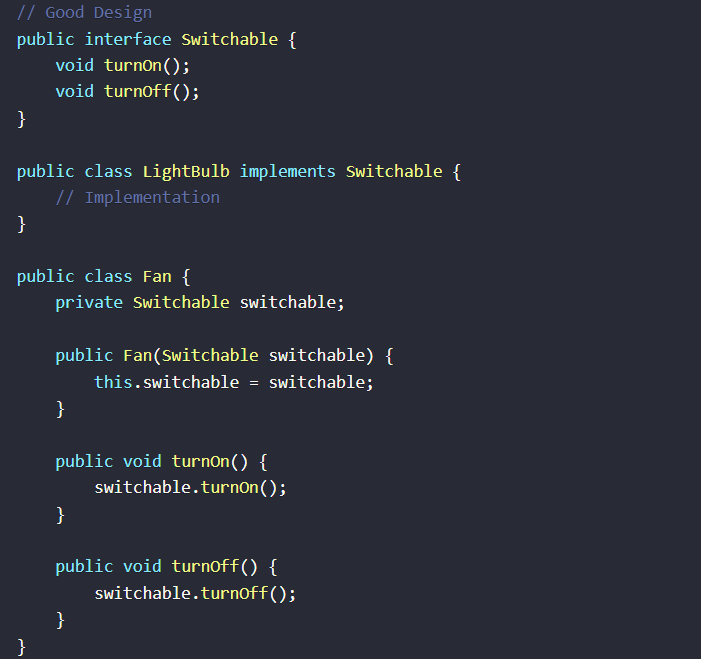 // Good Design
public interface Switchable {
    void turnOn();
    void turnOff();
}

public class LightBulb implements Switchable {
    // Implementation
}

public class Fan {
    private Switchable switchable;

    public Fan(Switchable switchable) {
        this.switchable = switchable;
    }

    public void turnOn() {
        switchable.turnOn();
    }

    public void turnOff() {
        switchable.turnOff();
    }
}